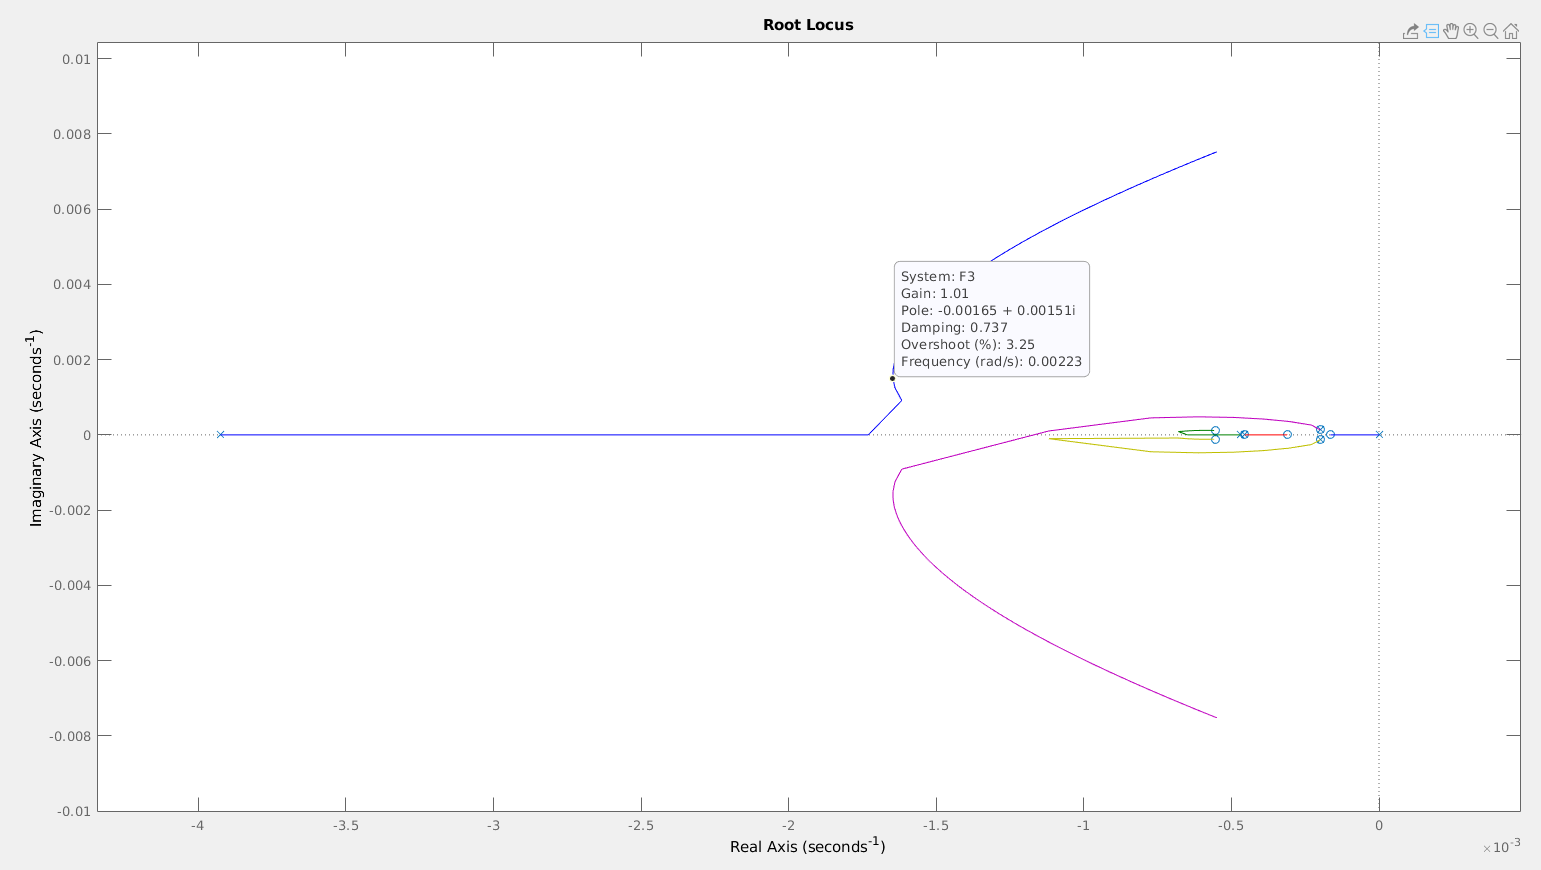 Root Locus
0.01
0.008
0.006
0.004
0.002
0
-0.002
-0.004
-0.006
-0.008
-0.01
Imaginary Axis (seconds⁻¹)
System: F3
Gain: 1.01
Pole: -0.00165 + 0.00151i
Damping: 0.737
Overshoot (%): 3.25
Frequency (rad/s): 0.00223
-4 -3.5 -3 -2.5 -2 -1.5 -1 -0.5 0
Real Axis (seconds⁻¹)
×10⁻³